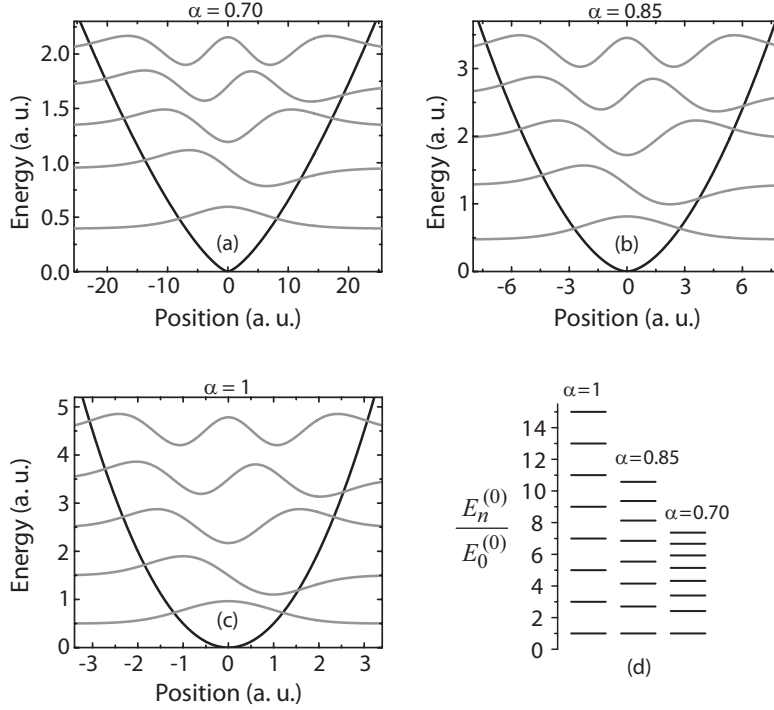 α = 0.70
2.0
1.5
1.0
0.5
0.0
Energy (a. u.)
(a)
-20 -10 0 10 20
Position (a. u.)
α = 0.85
3
2
1
0
Energy (a. u.)
(b)
-6 -3 0 3 6
Position (a. u.)
α = 1
5
4
3
2
1
0
Energy (a. u.)
(c)
-3 -2 -1 0 1 2 3
Position (a. u.)
α=1
α=0.85
α=0.70
14
12
10
8
6
4
2
0
E_n^(0)
E_0^(0)
(d)